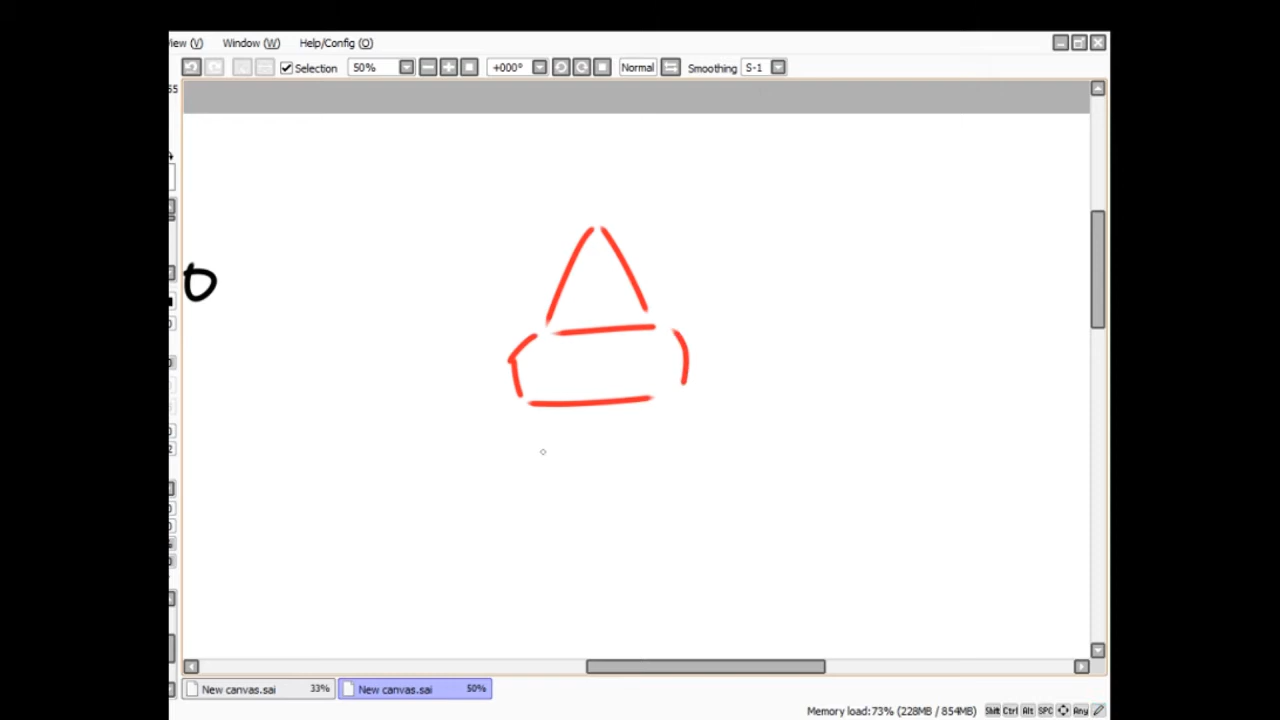 View (V) Window (W) Help/Config (O)
Selection 50% +000° Normal Smoothing S-1
New canvas.sai 33% New canvas.sai 50%
Memory load: 73% (228MB / 854MB) Shift Ctrl Alt SPC Any